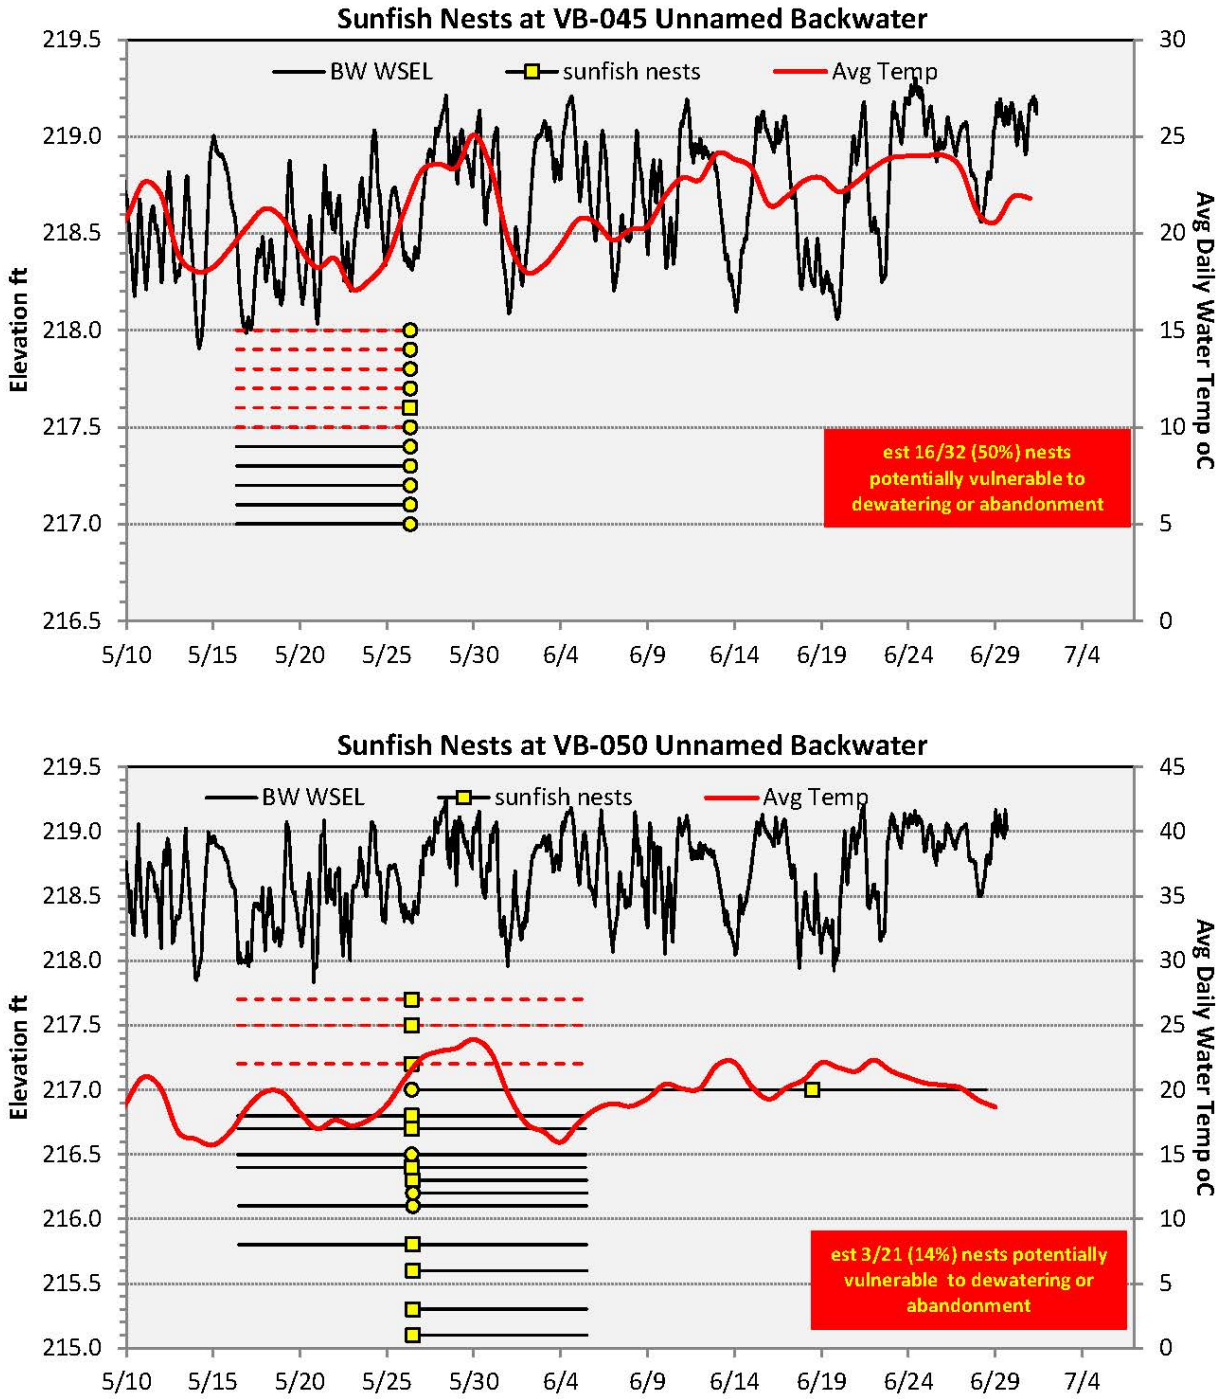 Sunfish Nests at VB-045 Unnamed Backwater
219.5
219.0
218.5
218.0
217.5
217.0
216.5
Elevation ft
BW WSEL
sunfish nests
Avg Temp
30
25
20
15
10
5
0
Avg Daily Water Temp oC
est 16/32 (50%) nests
potentially vulnerable to
dewatering or abandonment
5/10 5/15 5/20 5/25 5/30 6/4 6/9 6/14 6/19 6/24 6/29 7/4
Sunfish Nests at VB-050 Unnamed Backwater
219.5
219.0
218.5
218.0
217.5
217.0
216.5
216.0
215.5
215.0
Elevation ft
BW WSEL
sunfish nests
Avg Temp
45
40
35
30
25
20
15
10
5
0
Avg Daily Water Temp oC
est 3/21 (14%) nests potentially
vulnerable  to dewatering or
abandonment
5/10 5/15 5/20 5/25 5/30 6/4 6/9 6/14 6/19 6/24 6/29 7/4